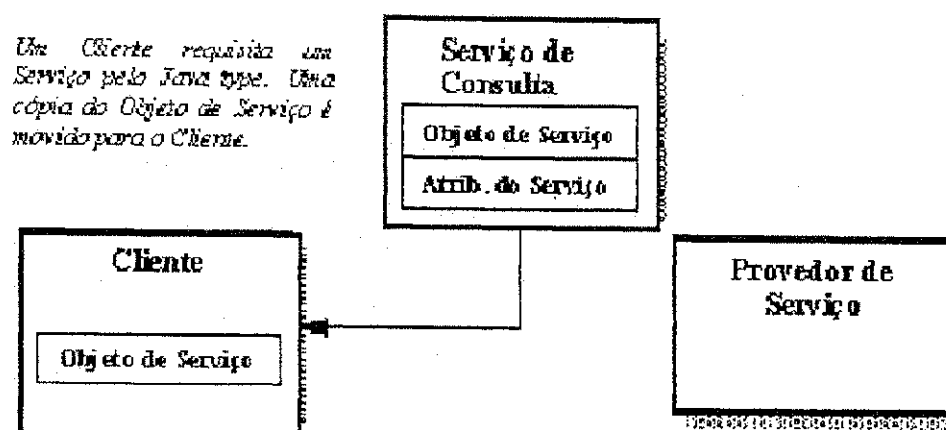 Um Cliente requisita um
Serviço pelo Java type. Uma
cópia do Objeto de Serviço é
movido para o Cliente.
Serviço de
Consulta
Objeto de Serviço
Atrib. do Serviço
Cliente
Objeto de Serviço
Provedor de
Serviço